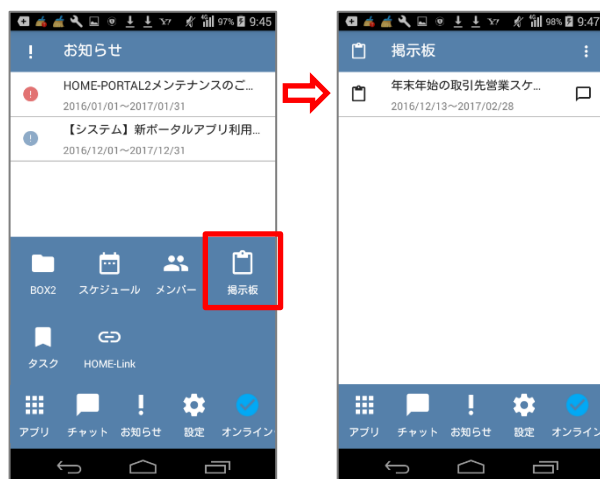 97% 9:45
お知らせ
HOME-PORTAL2メンテナンスのご...
2016/01/01～2017/01/31
【システム】新ポータルアプリ利用...
2016/12/01～2017/12/31
BOX2 スケジュール メンバー 掲示板
タスク HOME-Link
アプリ チャット お知らせ 設定 オンライン
98% 9:47
掲示板
年末年始の取引先営業スケ...
2016/12/13～2017/02/28
アプリ チャット お知らせ 設定 オンライン